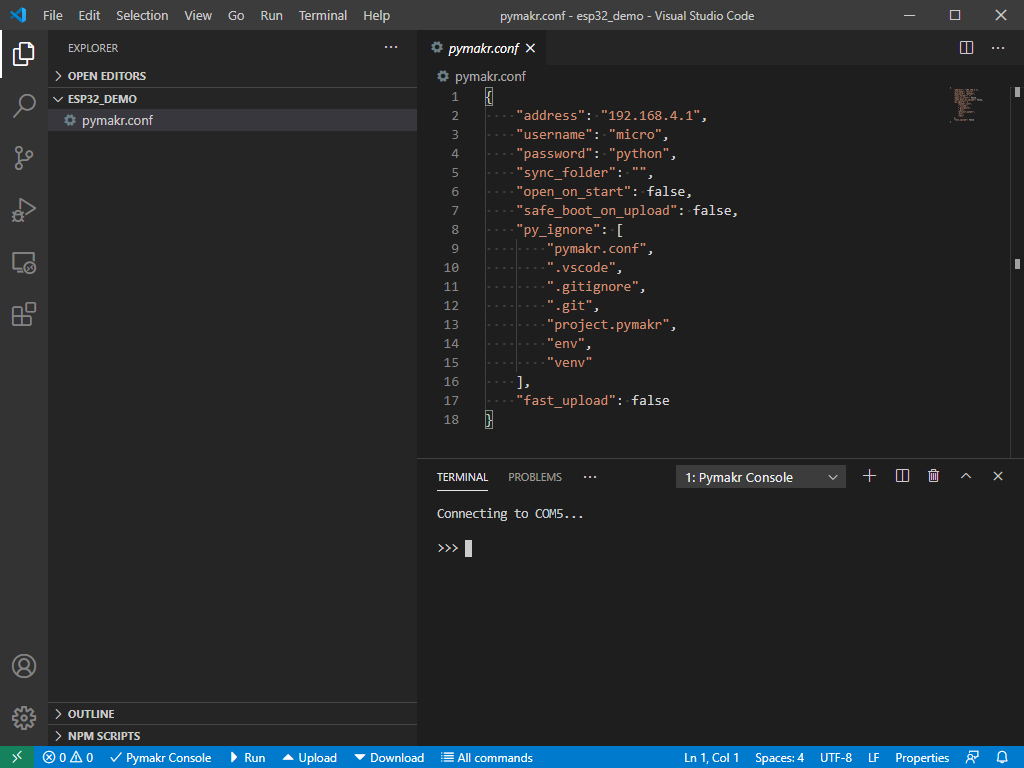 File Edit Selection View Go Run Terminal Help pymakr.conf - esp32_demo - Visual Studio Code
EXPLORER
OPEN EDITORS
ESP32_DEMO
pymakr.conf
pymakr.conf
pymakr.conf
1 {
2 "address": "192.168.4.1",
3 "username": "micro",
4 "password": "python",
5 "sync_folder": "",
6 "open_on_start": false,
7 "safe_boot_on_upload": false,
8 "py_ignore": [
9 "pymakr.conf",
10 ".vscode",
11 ".gitignore",
12 ".git",
13 "project.pymakr",
14 "env",
15 "venv"
16 ],
17 "fast_upload": false
18 }
TERMINAL PROBLEMS 1: Pymakr Console
Connecting to COM5...
>>>
OUTLINE
NPM SCRIPTS
0 0 Pymakr Console Run Upload Download All commands Ln 1, Col 1 Spaces: 4 UTF-8 LF Properties